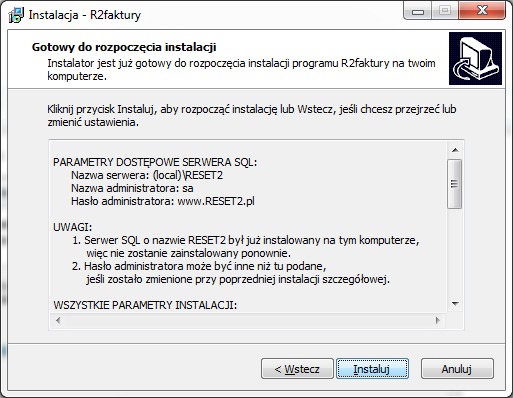 Instalacja - R2faktury
Gotowy do rozpoczęcia instalacji
Instalator jest już gotowy do rozpoczęcia instalacji programu R2faktury na twoim
komputerze.
Kliknij przycisk Instaluj, aby rozpocząć instalację lub Wstecz, jeśli chcesz przejrzeć lub
zmienić ustawienia.
PARAMETRY DOSTĘPOWE SERWERA SQL:
Nazwa serwera: (local)\RESET2
Nazwa administratora: sa
Hasło administratora: www.RESET2.pl
UWAGI:
1. Serwer SQL o nazwie RESET2 był już instalowany na tym komputerze,
więc nie zostanie zainstalowany ponownie.
2. Hasło administratora może być inne niż tu podane,
jeśli zostało zmienione przy poprzedniej instalacji szczegółowej.
WSZYSTKIE PARAMETRY INSTALACJI:
< Wstecz
Instaluj
Anuluj